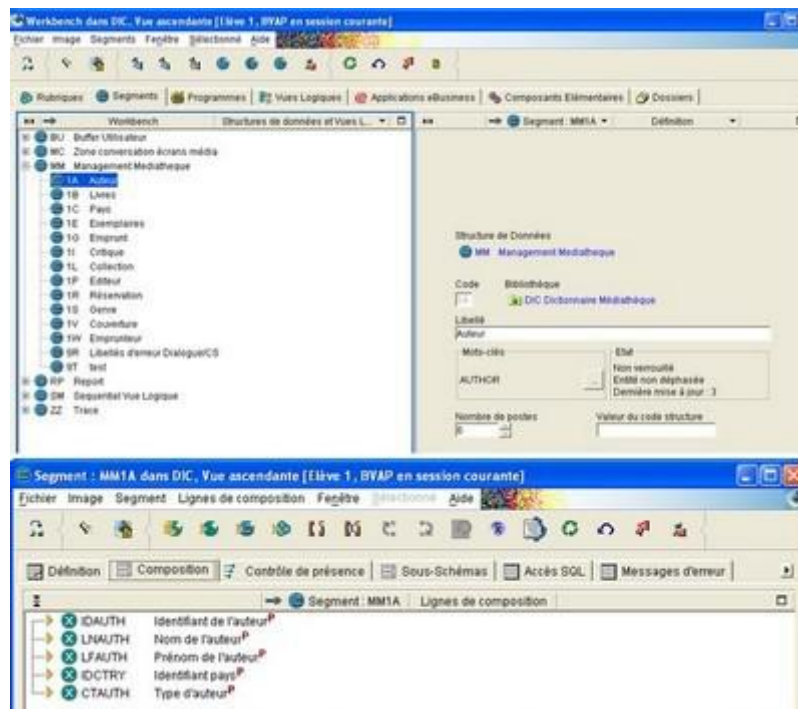 Workbench dans DIC, Vue ascendante [Elève 1, BVAP en session courante]
Fichier Image Segments Fenêtre Sélectionné Aide
Rubriques Segments Programmes Vues Logiques Applications eBusiness Composants Elémentaires Dossiers
Workbench Structures de données et Vues L...
BU Buffer Utilisateur
MC Zone conversation écrans média
MM Management Mediatheque
1A Auteur
1B Livres
1C Pays
1E Exemplaires
1G Emprunt
1I Critique
1L Collection
1P Editeur
1R Réservation
1S Genre
1V Couverture
1W Emprunteur
9R Libellés d'erreur Dialogue/CS
9T test
RP Report
SM Sequential Vue Logique
ZZ Trace
Segment : MM1A Définition
Structure de Données
MM Management Mediatheque
Code Bibliothèque
DIC Dictionnaire Médiathèque
Libellé
Auteur
Mots-clés
AUTHOR
...
Etat
Non verrouillé
Entité non déphasée
Dernière mise à jour : 3
Nombre de postes Valeur du code structure
Segment : MM1A dans DIC, Vue ascendante [Elève 1, BVAP en session courante]
Fichier Image Segment Lignes de composition Fenêtre Sélectionné Aide
Définition Composition Contrôle de présence Sous-Schémas Accès SQL Messages d'erreur
Segment : MM1A Lignes de composition
IDAUTH Identifiant de l'auteur P
LNAUTH Nom de l'auteur P
LFAUTH Prénom de l'auteur P
IDCTRY Identifiant pays P
CTAUTH Type d'auteur P